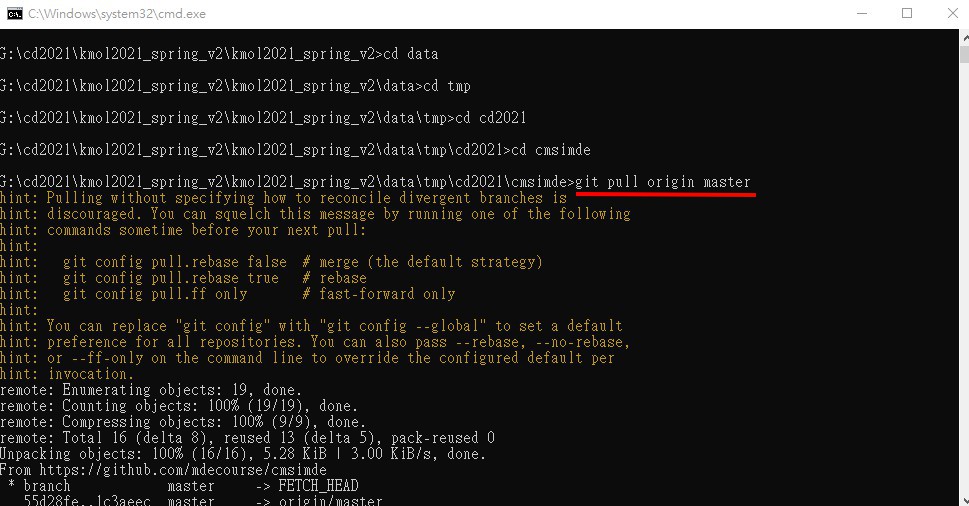 C:\Windows\system32\cmd.exe
G:\cd2021\kmol2021_spring_v2\kmol2021_spring_v2>cd data
G:\cd2021\kmol2021_spring_v2\kmol2021_spring_v2\data>cd tmp
G:\cd2021\kmol2021_spring_v2\kmol2021_spring_v2\data\tmp>cd cd2021
G:\cd2021\kmol2021_spring_v2\kmol2021_spring_v2\data\tmp\cd2021>cd cmsimde
G:\cd2021\kmol2021_spring_v2\kmol2021_spring_v2\data\tmp\cd2021\cmsimde>git pull origin master
hint: Pulling without specifying how to reconcile divergent branches is
hint: discouraged. You can squelch this message by running one of the following
hint: commands sometime before your next pull:
hint:
hint:   git config pull.rebase false  # merge (the default strategy)
hint:   git config pull.rebase true   # rebase
hint:   git config pull.ff only       # fast-forward only
hint:
hint: You can replace "git config" with "git config --global" to set a default
hint: preference for all repositories. You can also pass --rebase, --no-rebase,
hint: or --ff-only on the command line to override the configured default per
hint: invocation.
remote: Enumerating objects: 19, done.
remote: Counting objects: 100% (19/19), done.
remote: Compressing objects: 100% (9/9), done.
remote: Total 16 (delta 8), reused 13 (delta 5), pack-reused 0
Unpacking objects: 100% (16/16), 5.28 KiB | 3.00 KiB/s, done.
From https://github.com/mdecourse/cmsimde
 * branch            master     -> FETCH_HEAD
   55d28fe..1c3aeec  master     -> origin/master